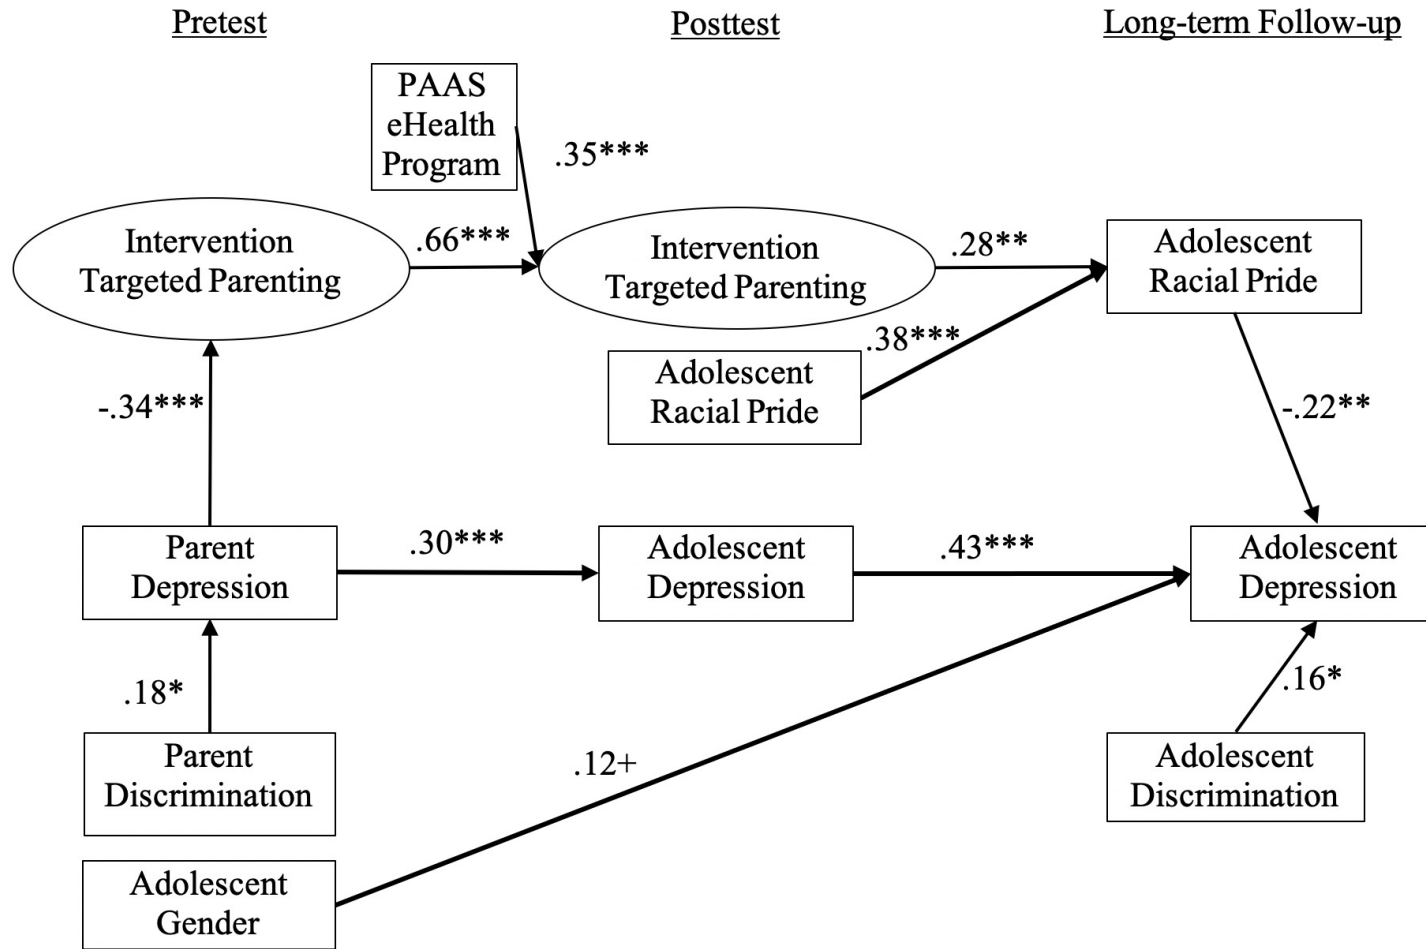 Pretest
Posttest
Long-term Follow-up
PAAS
eHealth
Program
.35***
Intervention
Targeted Parenting
.66***
Intervention
Targeted Parenting
.28**
Adolescent
Racial Pride
.38***
Adolescent
Racial Pride
-.34***
-.22**
Parent
Depression
.30***
Adolescent
Depression
.43***
Adolescent
Depression
.18*
.16*
Parent
Discrimination
.12+
Adolescent
Discrimination
Adolescent
Gender